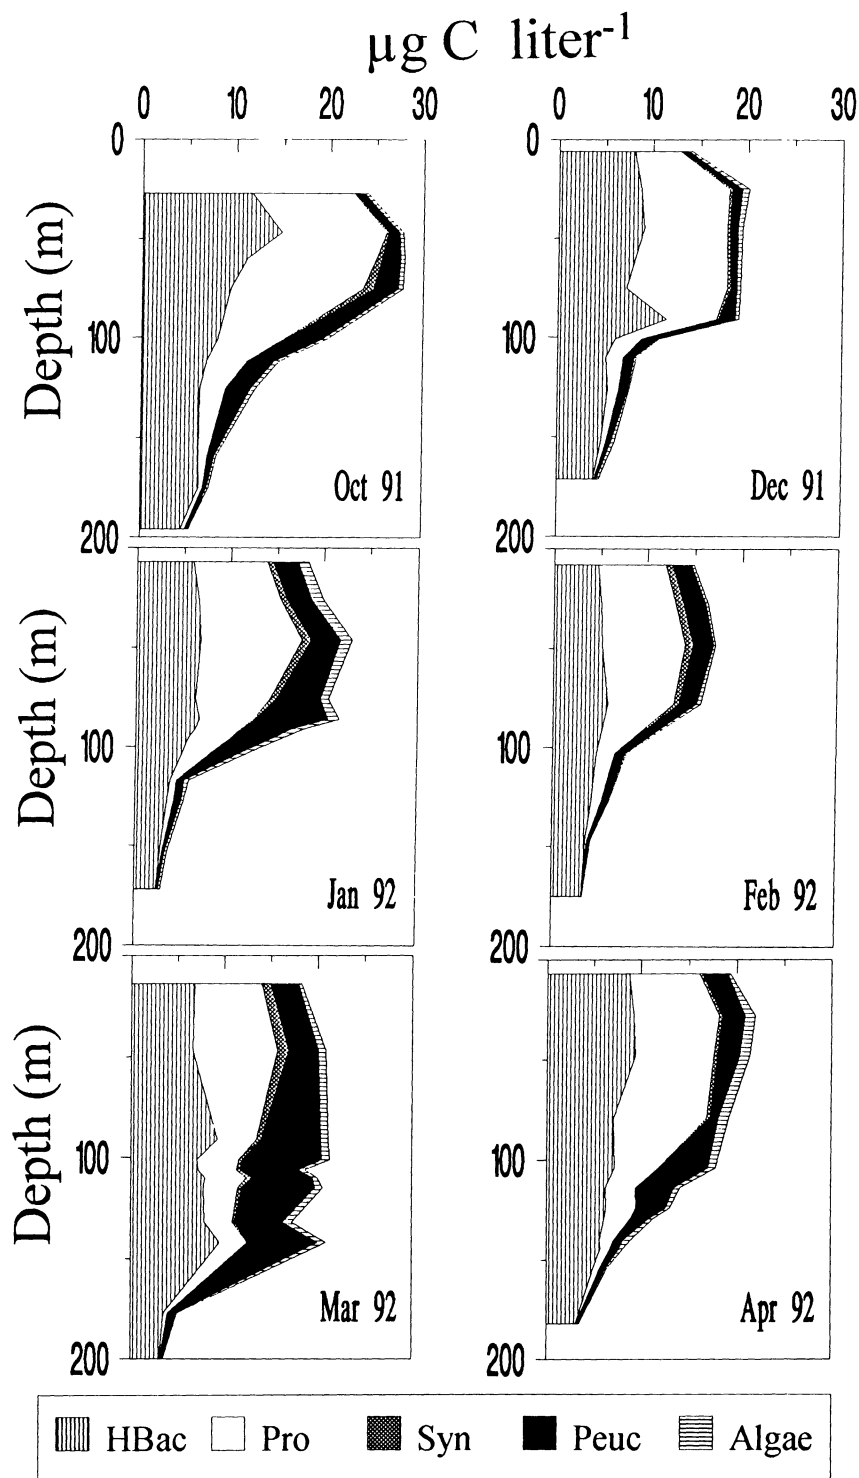 µg C liter-1
0 10 20 30 0 10 20 30
0 0
Depth (m)
100 100
Oct 91 Dec 91
200 200
Depth (m)
100 100
Jan 92 Feb 92
200 200
Depth (m)
100 100
Mar 92 Apr 92
200 200
HBac Pro Syn Peuc Algae